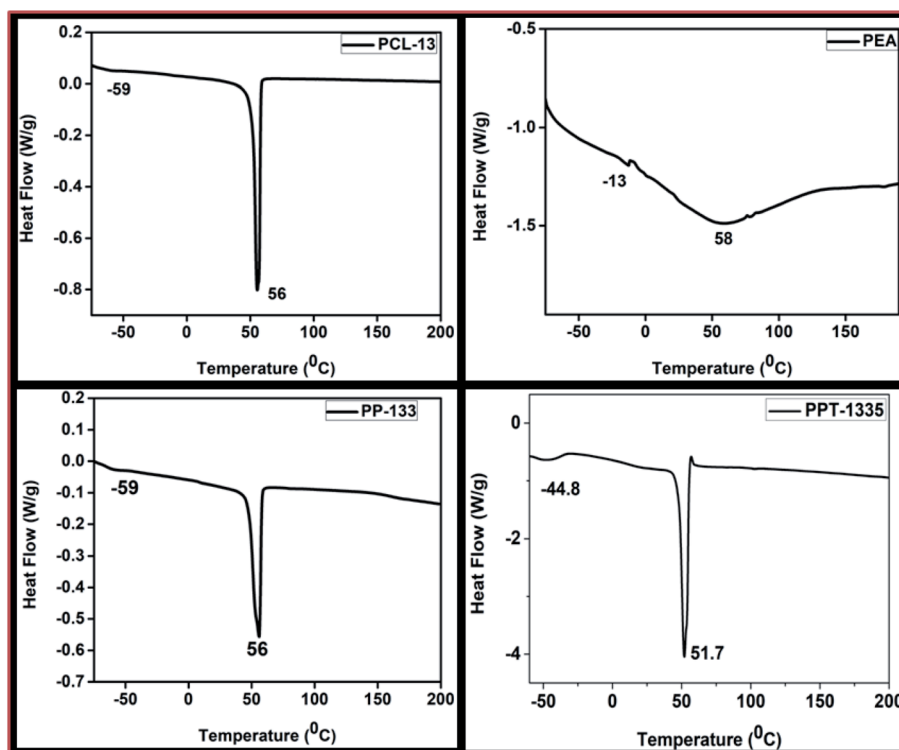 PCL-13
0.2
0.0
-0.2
-0.4
-0.6
-0.8
Heat Flow (W/g)
-59
56
-50 0 50 100 150 200
Temperature (⁰C)
PEA
-0.5
-1.0
-1.5
Heat Flow (W/g)
-13
58
-50 0 50 100 150
Temperature (⁰C)
PP-133
0.2
0.1
0.0
-0.1
-0.2
-0.3
-0.4
-0.5
-0.6
-0.7
Heat Flow (W/g)
-59
56
-50 0 50 100 150 200
Temperature (⁰C)
PPT-1335
0
-2
-4
Heat Flow (W/g)
-44.8
51.7
-50 0 50 100 150 200
Temperature (⁰C)